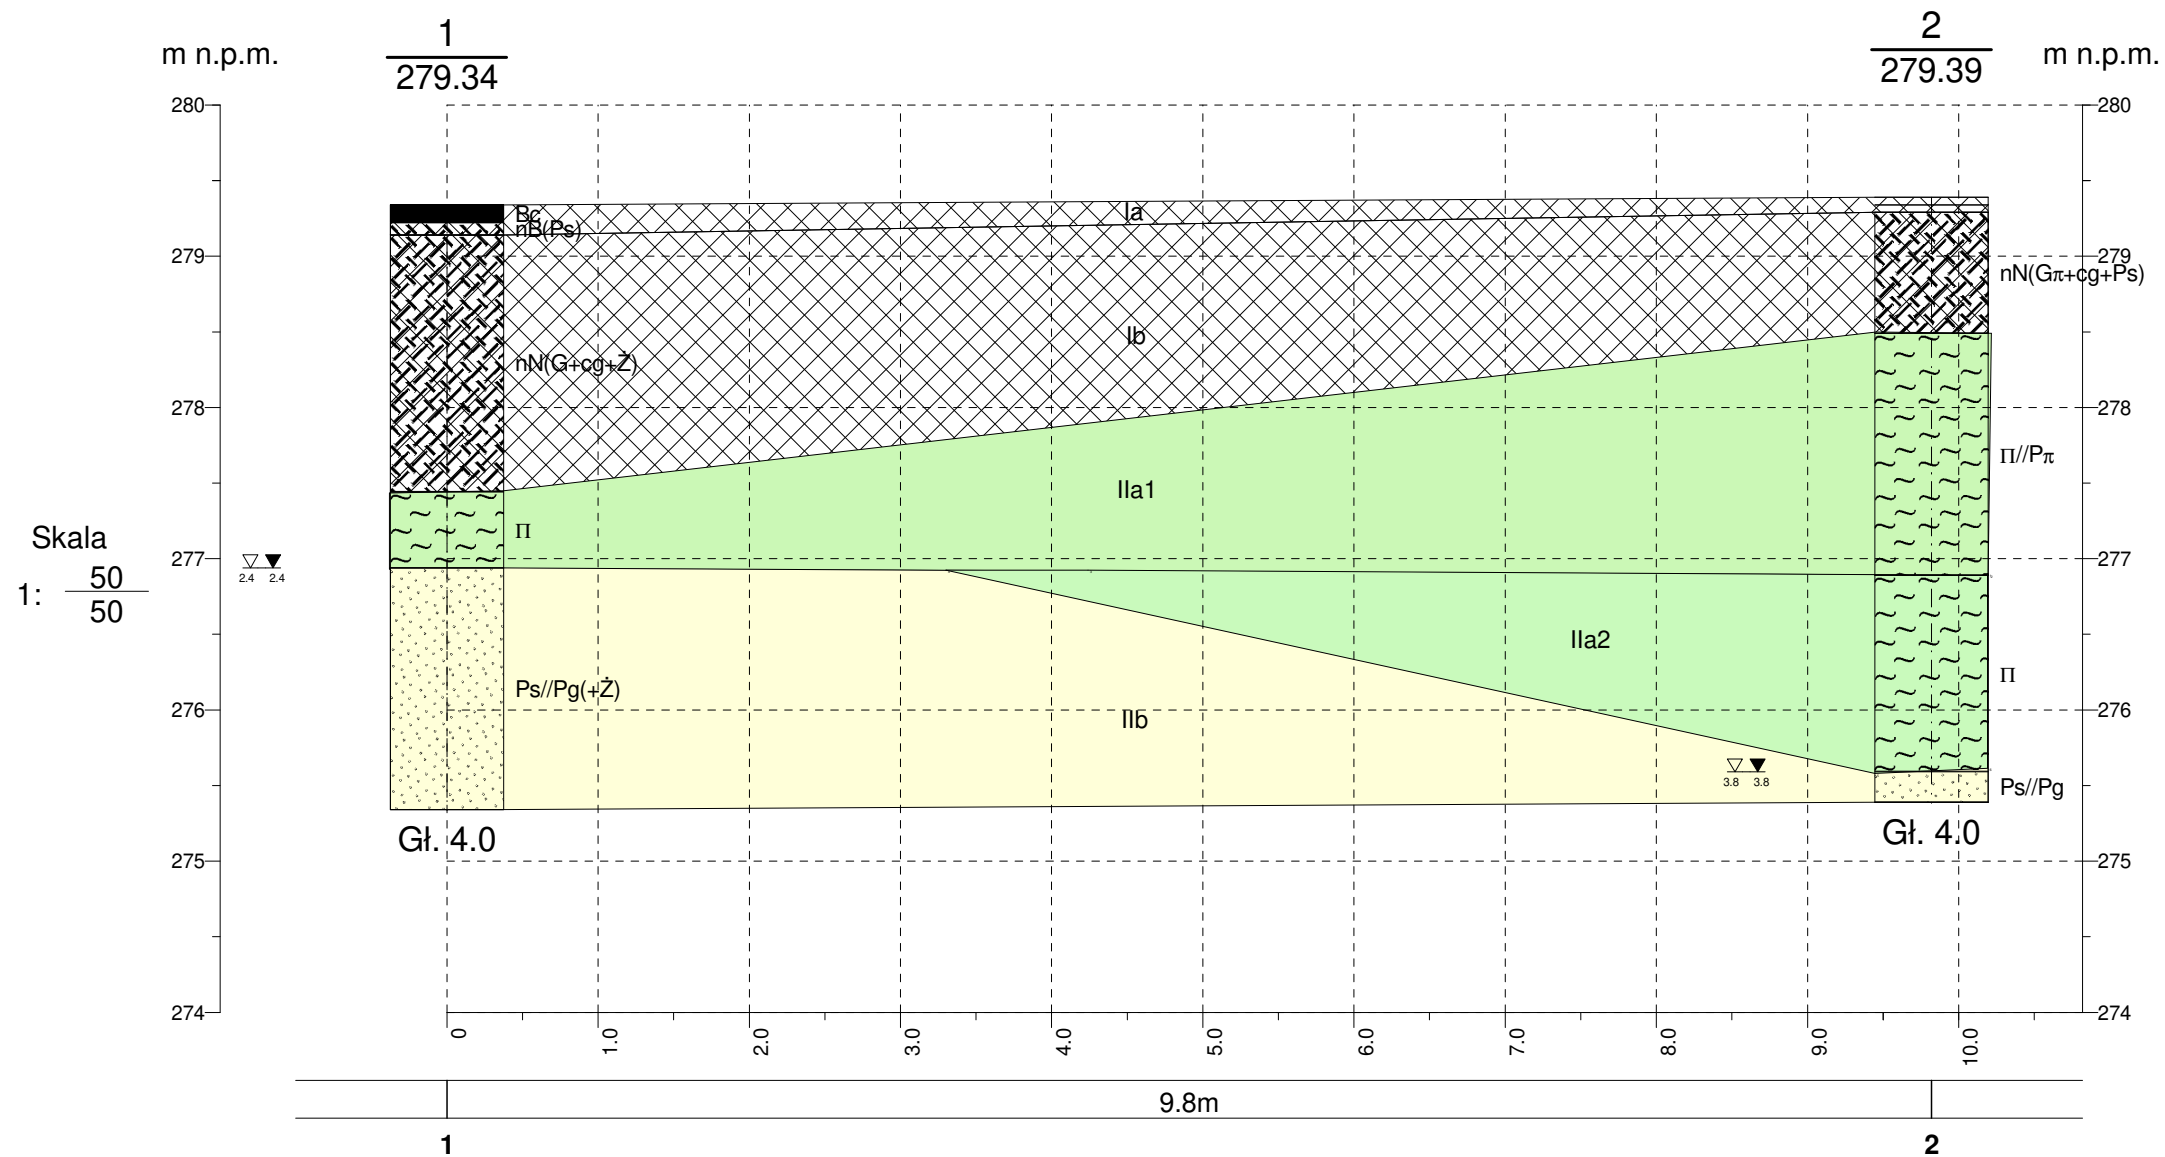 1
2
m n.p.m.
279.34
279.39
m n.p.m.
280
280
Bc
Ia
nB(Ps)
279
279
nN(Gπ+cg+Ps)
Ib
nN(G+cg+Ż)
278
278
Π//Pπ
IIa1
Π
Skala
1: 50
50
277
277
2.4 2.4
IIa2
Π
Ps//Pg(+Ż)
276
276
IIb
3.8 3.8
Ps//Pg
Gł. 4.0
Gł. 4.0
275
275
274
274
0 1.0 2.0 3.0 4.0 5.0 6.0 7.0 8.0 9.0 10.0
9.8m
1
2